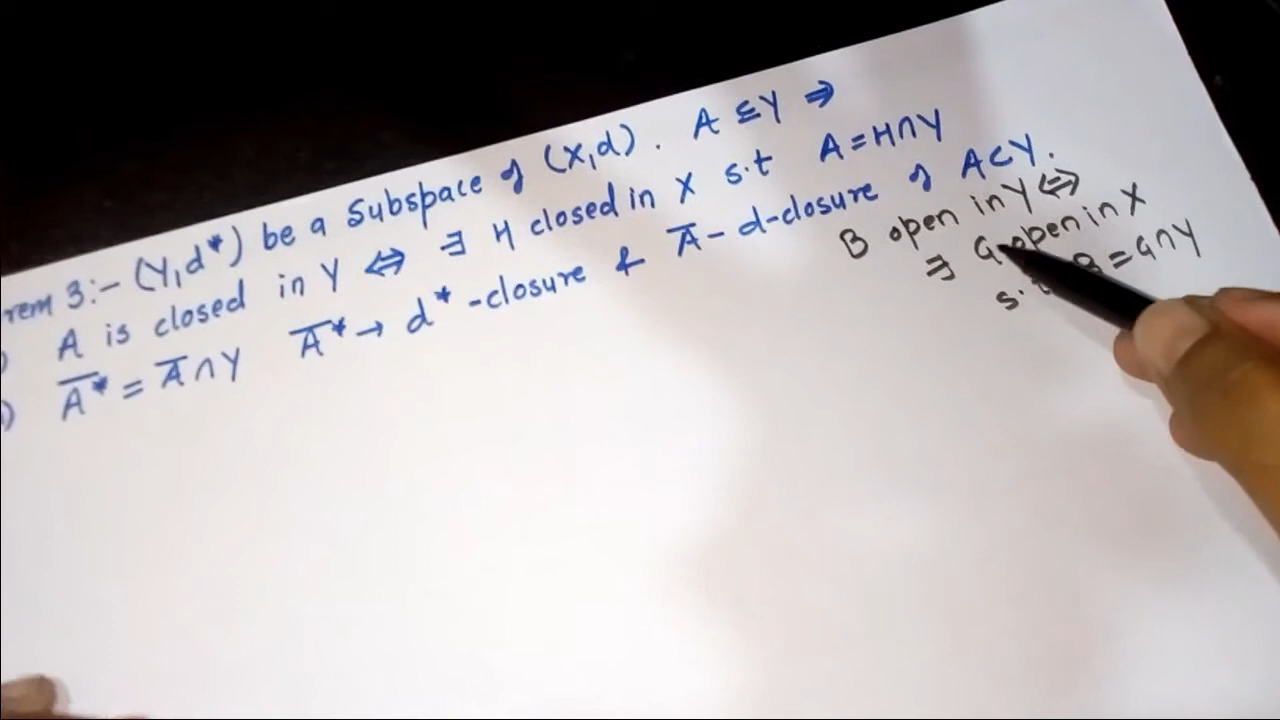 rem 3:- (Y,d*) be a subspace of (X,d). A ⊆ Y ⇒
) A is closed in Y ⇔ ∃ H closed in X s.t A = H∩Y
) A̅* = A̅∩Y A̅* → d* -closure & A̅ - d-closure of A⊂Y.
B open in Y ⇔
∃ G open in X
s. B = G∩Y